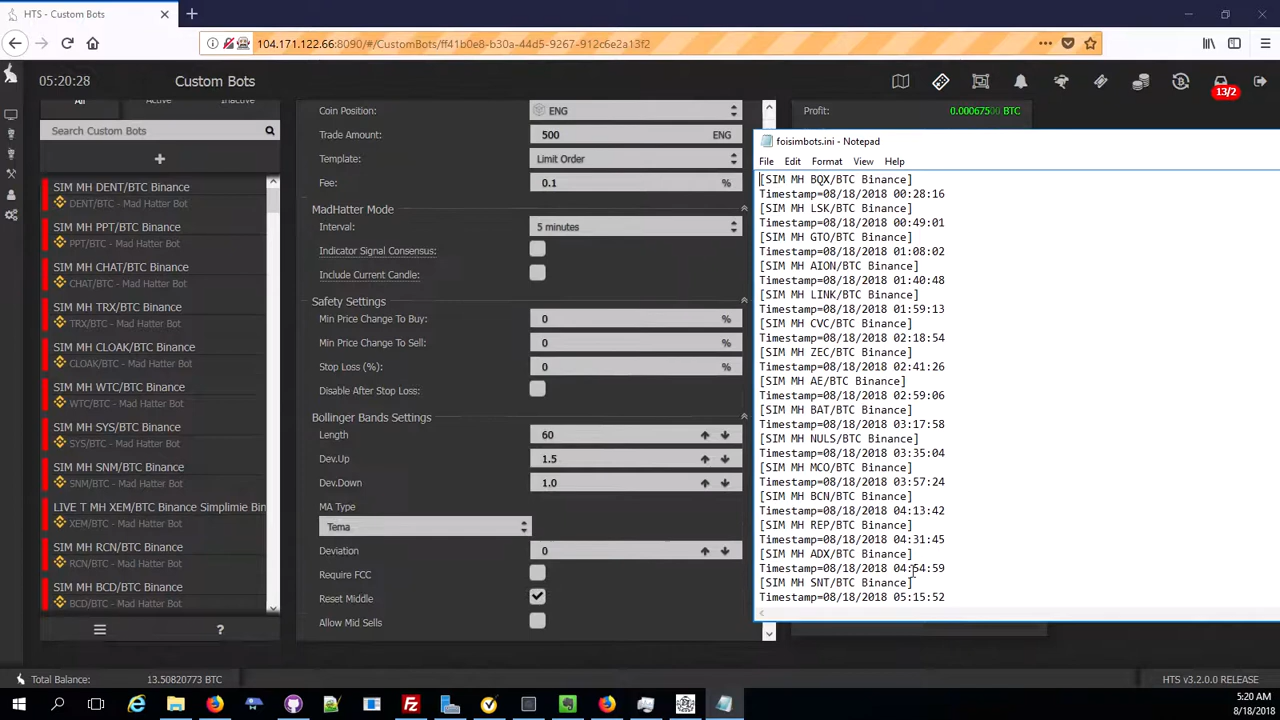 HTS - Custom Bots
104.171.122.66:8090/#/CustomBots/ff41b0e8-b30a-44d5-9267-912c6e2a13f2
05:20:28
Custom Bots
13/2
All
Active
Inactive
Search Custom Bots
SIM MH DENT/BTC Binance
DENT/BTC - Mad Hatter Bot
SIM MH PPT/BTC Binance
PPT/BTC - Mad Hatter Bot
SIM MH CHAT/BTC Binance
CHAT/BTC - Mad Hatter Bot
SIM MH TRX/BTC Binance
TRX/BTC - Mad Hatter Bot
SIM MH CLOAK/BTC Binance
CLOAK/BTC - Mad Hatter Bot
SIM MH WTC/BTC Binance
WTC/BTC - Mad Hatter Bot
SIM MH SYS/BTC Binance
SYS/BTC - Mad Hatter Bot
SIM MH SNM/BTC Binance
SNM/BTC - Mad Hatter Bot
LIVE T MH XEM/BTC Binance Simplimie Bin
XEM/BTC - Mad Hatter Bot
SIM MH RCN/BTC Binance
RCN/BTC - Mad Hatter Bot
SIM MH BCD/BTC Binance
BCD/BTC - Mad Hatter Bot
?
Coin Position:
ENG
Trade Amount:
500
ENG
Template:
Limit Order
Fee:
0.1
%
MadHatter Mode
Interval:
5 minutes
Indicator Signal Consensus:
Include Current Candle:
Safety Settings
Min Price Change To Buy:
0
%
Min Price Change To Sell:
0
%
Stop Loss (%):
0
%
Disable After Stop Loss:
Bollinger Bands Settings
Length
60
Dev.Up
1.5
Dev.Down
1.0
MA Type
Tema
Deviation
0
Require FCC
Reset Middle
Allow Mid Sells
Profit:
0.00067500 BTC
foisimbots.ini - Notepad
File Edit Format View Help
[SIM MH BQX/BTC Binance]
Timestamp=08/18/2018 00:28:16
[SIM MH LSK/BTC Binance]
Timestamp=08/18/2018 00:49:01
[SIM MH GTO/BTC Binance]
Timestamp=08/18/2018 01:08:02
[SIM MH AION/BTC Binance]
Timestamp=08/18/2018 01:40:48
[SIM MH LINK/BTC Binance]
Timestamp=08/18/2018 01:59:13
[SIM MH CVC/BTC Binance]
Timestamp=08/18/2018 02:18:54
[SIM MH ZEC/BTC Binance]
Timestamp=08/18/2018 02:41:26
[SIM MH AE/BTC Binance]
Timestamp=08/18/2018 02:59:06
[SIM MH BAT/BTC Binance]
Timestamp=08/18/2018 03:17:58
[SIM MH NULS/BTC Binance]
Timestamp=08/18/2018 03:35:04
[SIM MH MCO/BTC Binance]
Timestamp=08/18/2018 03:57:24
[SIM MH BCN/BTC Binance]
Timestamp=08/18/2018 04:13:42
[SIM MH REP/BTC Binance]
Timestamp=08/18/2018 04:31:45
[SIM MH ADX/BTC Binance]
Timestamp=08/18/2018 04:54:59
[SIM MH SNT/BTC Binance]
Timestamp=08/18/2018 05:15:52
Total Balance:
13.50820773 BTC
HTS v3.2.0.0 RELEASE
5:20 AM
8/18/2018